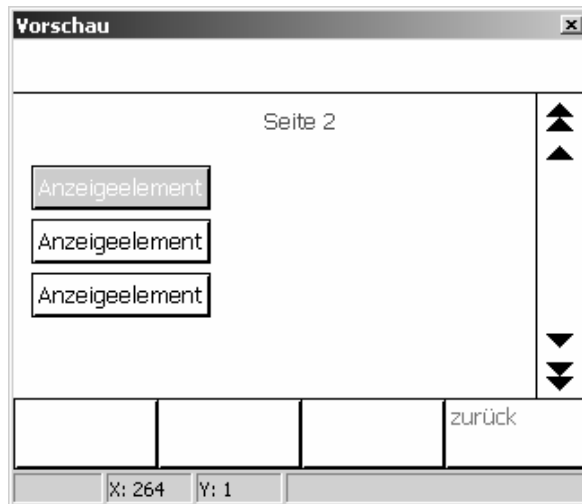 Vorschau
Seite 2
Anzeigeelement
Anzeigeelement
Anzeigeelement
zurück
X: 264 Y: 1